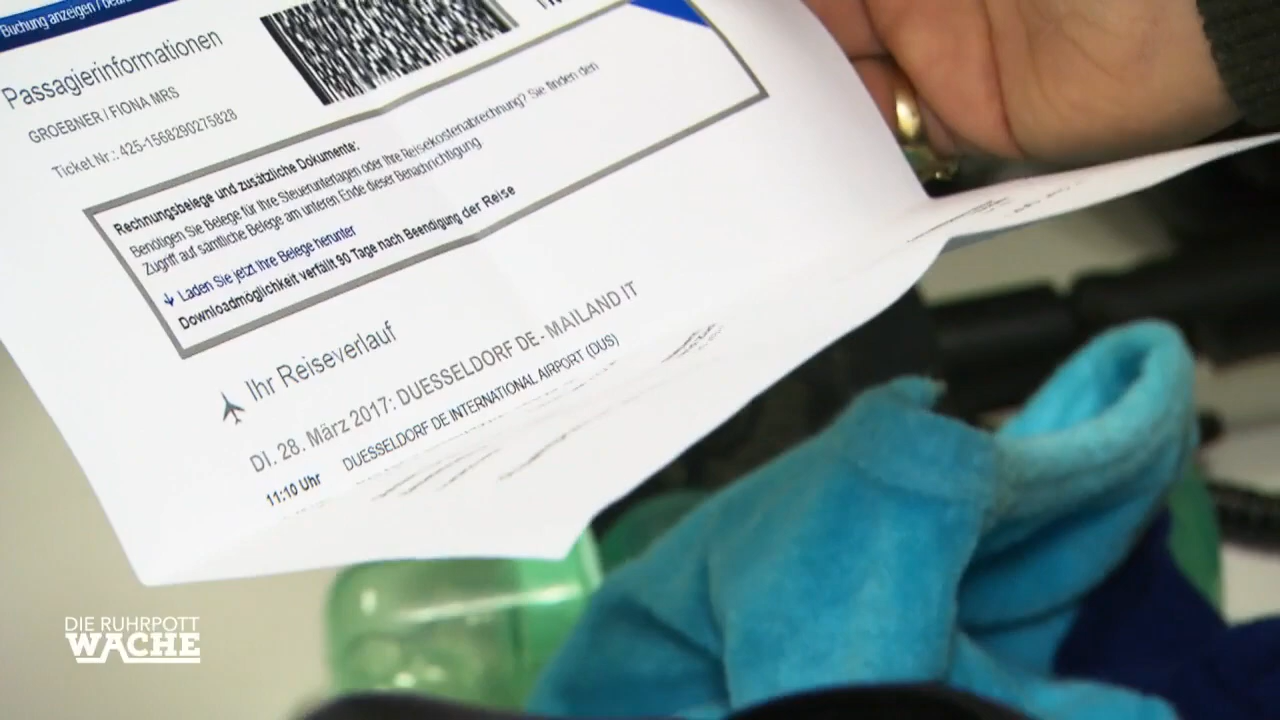 Buchung anzeigen /
Passagierinformationen
GROEBNER / FIONA MRS
Ticket Nr.: 425-1568290275828
Rechnungsbelege und zusätzliche Dokumente:
Benötigen Sie Belege für Ihre Steuerunterlagen oder Ihre Reisekostenabrechnung? Sie finden den
Zugriff auf sämtliche Belege am unteren Ende dieser Benachrichtigung.
Laden Sie jetzt Ihre Belege herunter
Downloadmöglichkeit verfällt 90 Tage nach Beendigung der Reise
Ihr Reiseverlauf
DI. 28. März 2017: DUESSELDORF DE - MAILAND IT
11:10 Uhr DUESSELDORF DE INTERNATIONAL AIRPORT (DUS)
DIE RUHRPOTT
WACHE